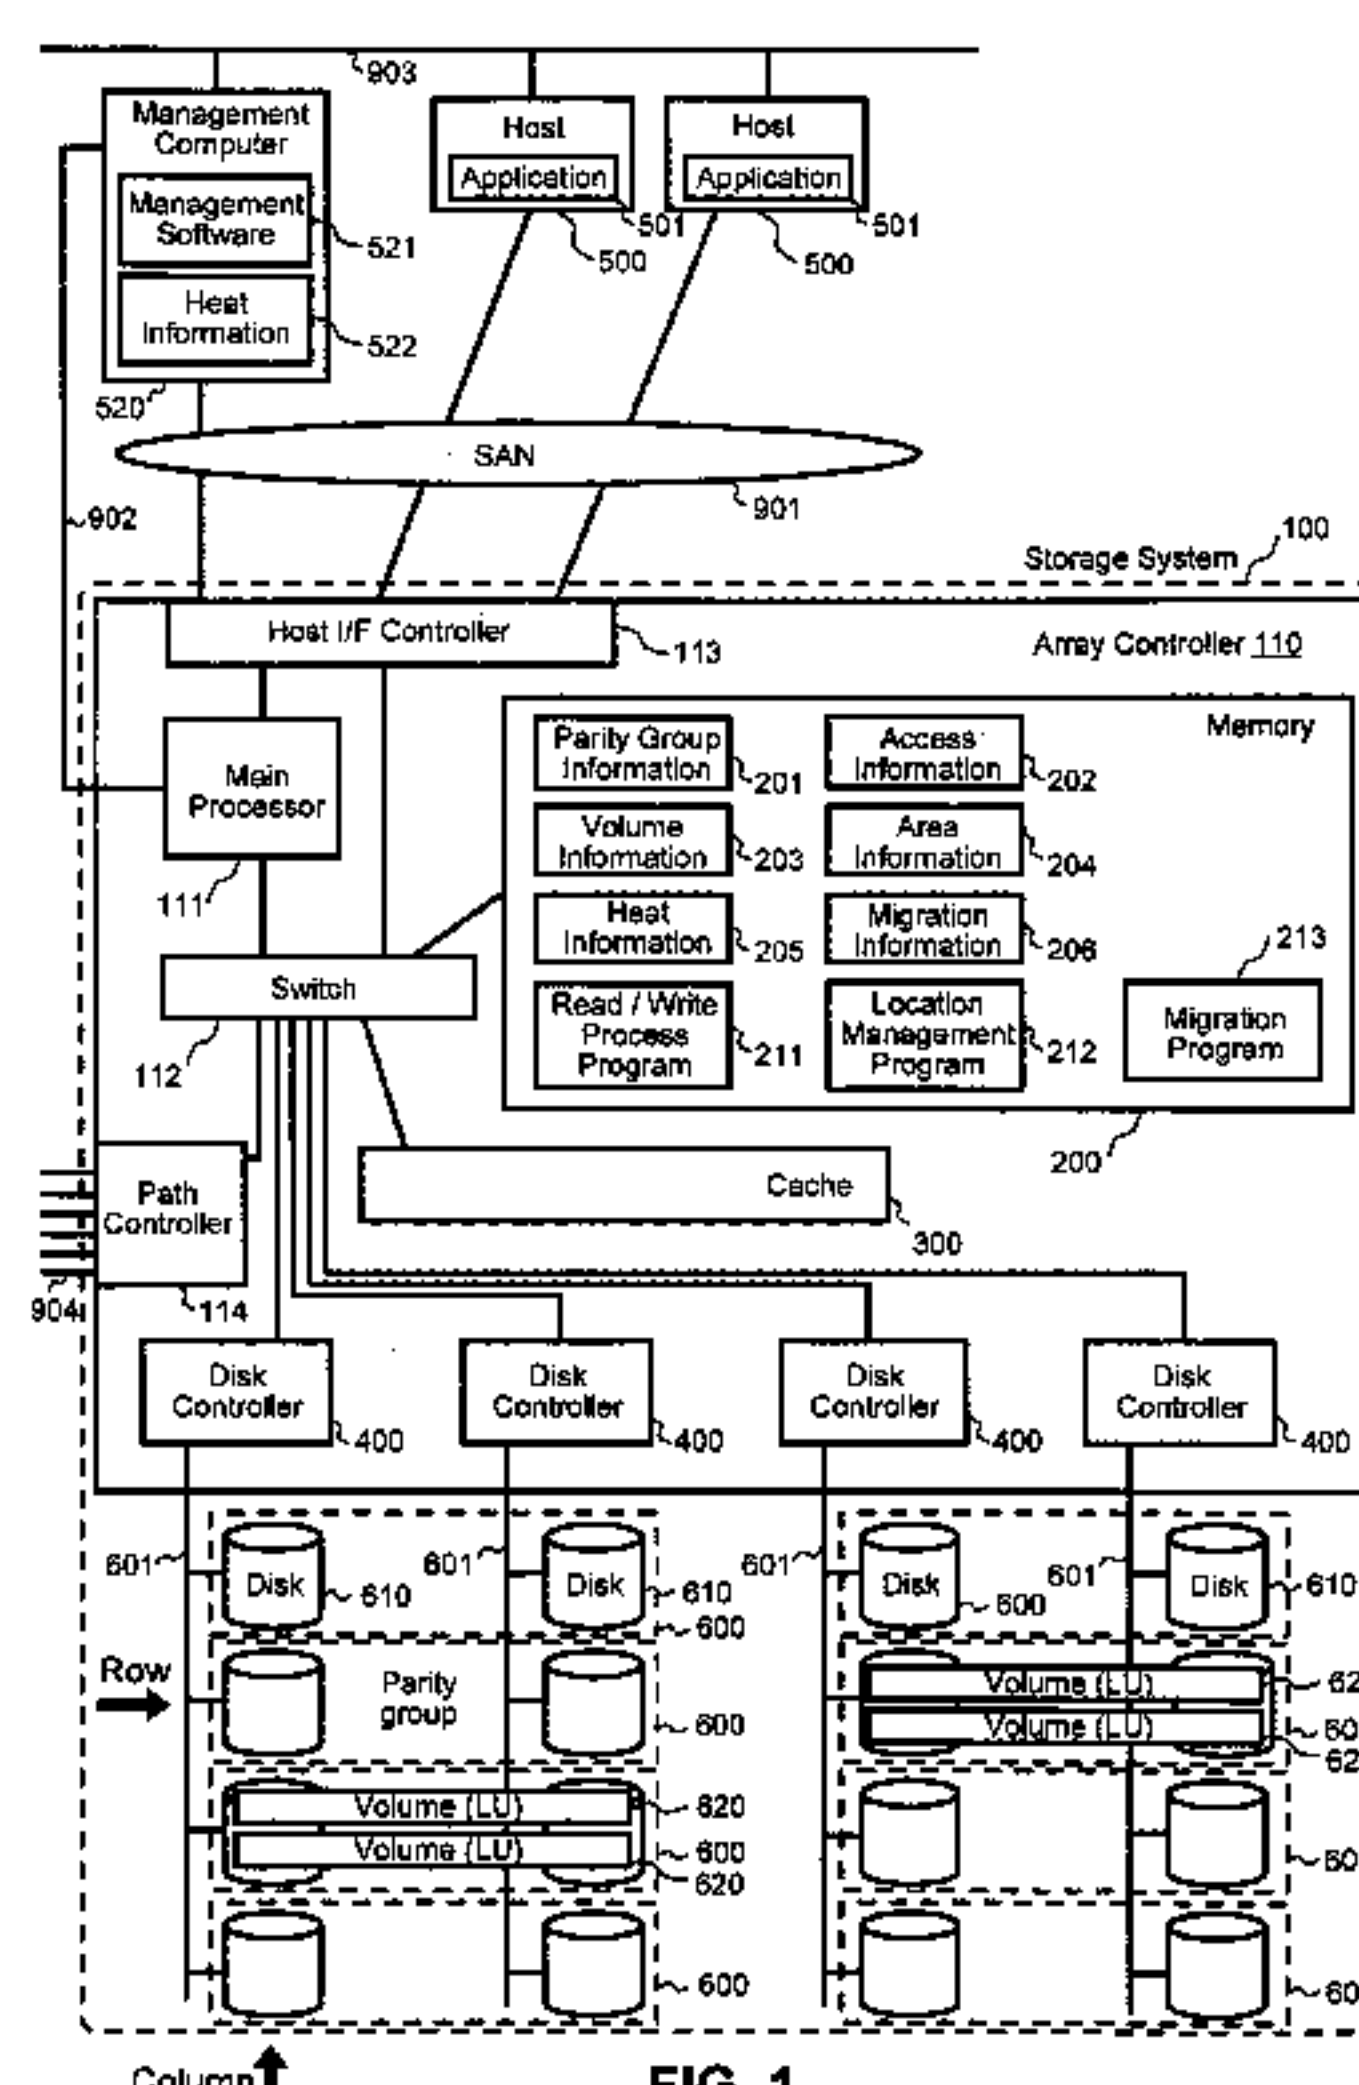 903
Management
Computer
Management
Software
521
Heat
Information
522
520
Host
Application
501
500
Host
Application
501
500
SAN
901
902
Storage System
100
Host I/F Controller
113
Array Controller 110
Main
Processor
111
Memory
Parity Group
Information
201
Access
Information
202
Volume
Information
203
Area
Information
204
Heat
Information
205
Migration
Information
206
213
Read / Write
Process
Program
211
Location
Management
Program
212
Migration
Program
200
Switch
112
Path
Controller
904
114
Cache
300
Disk
Controller
400
Disk
Controller
400
Disk
Controller
400
Disk
Controller
400
601
Disk
610
601
Disk
610
600
601
Disk
600
601
Disk
610
Row
Parity
group
600
Volume (LU)
62
Volume (LU)
60
62
Volume (LU)
620
Volume (LU)
600
620
60
600
60
Column
FIG. 1